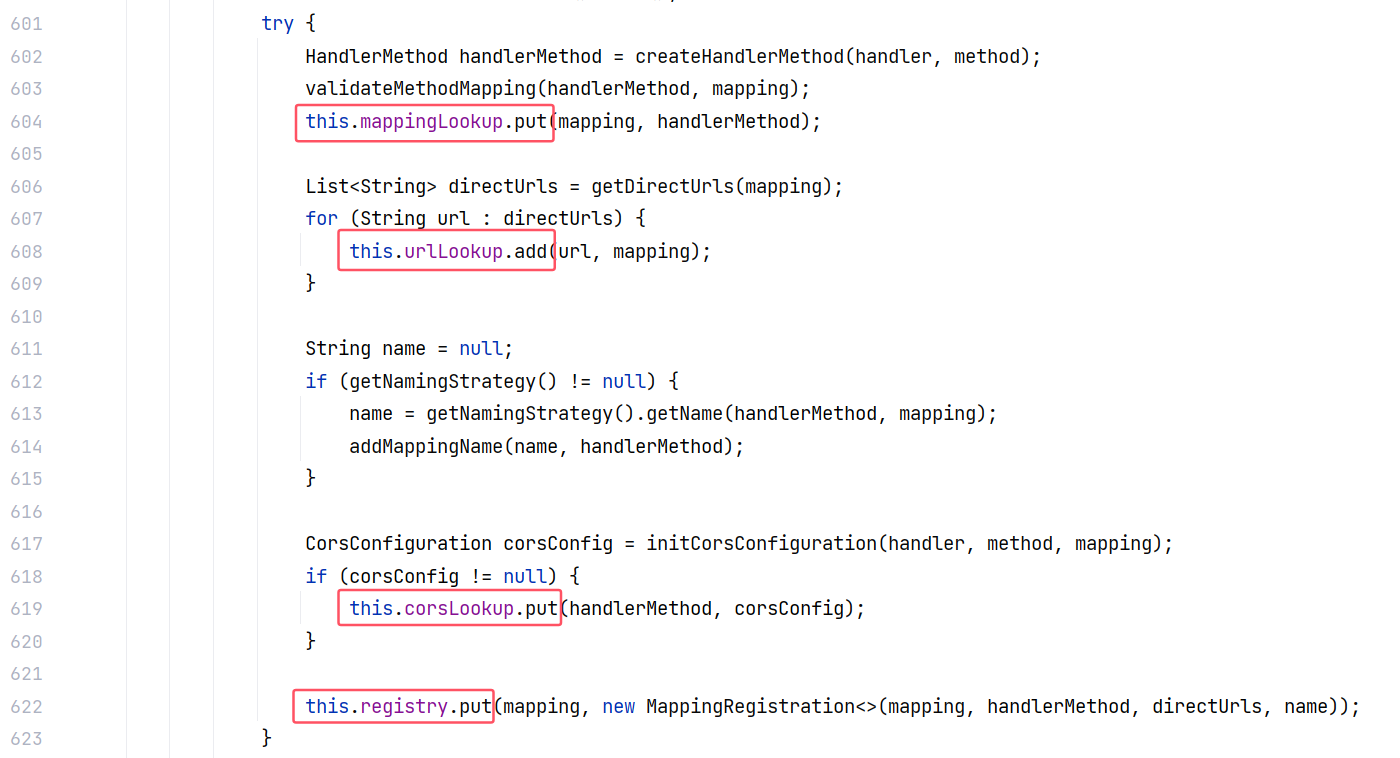 601 try {
602 HandlerMethod handlerMethod = createHandlerMethod(handler, method);
603 validateMethodMapping(handlerMethod, mapping);
604 this.mappingLookup.put(mapping, handlerMethod);
605
606 List<String> directUrls = getDirectUrls(mapping);
607 for (String url : directUrls) {
608 this.urlLookup.add(url, mapping);
609 }
610
611 String name = null;
612 if (getNamingStrategy() != null) {
613 name = getNamingStrategy().getName(handlerMethod, mapping);
614 addMappingName(name, handlerMethod);
615 }
616
617 CorsConfiguration corsConfig = initCorsConfiguration(handler, method, mapping);
618 if (corsConfig != null) {
619 this.corsLookup.put(handlerMethod, corsConfig);
620 }
621
622 this.registry.put(mapping, new MappingRegistration<>(mapping, handlerMethod, directUrls, name));
623 }